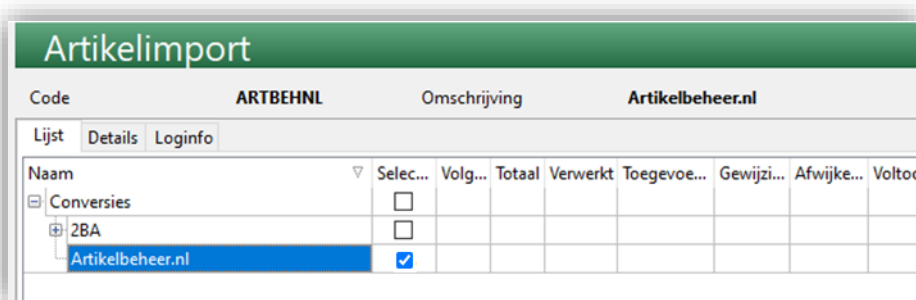 Artikelimport
Code ARTBEHNL Omschrijving Artikelbeheer.nl
Lijst Details Loginfo
Naam Selec... Volg... Totaal Verwerkt Toegevoe... Gewijzi... Afwijke... Voltoo
Conversies
2BA
Artikelbeheer.nl